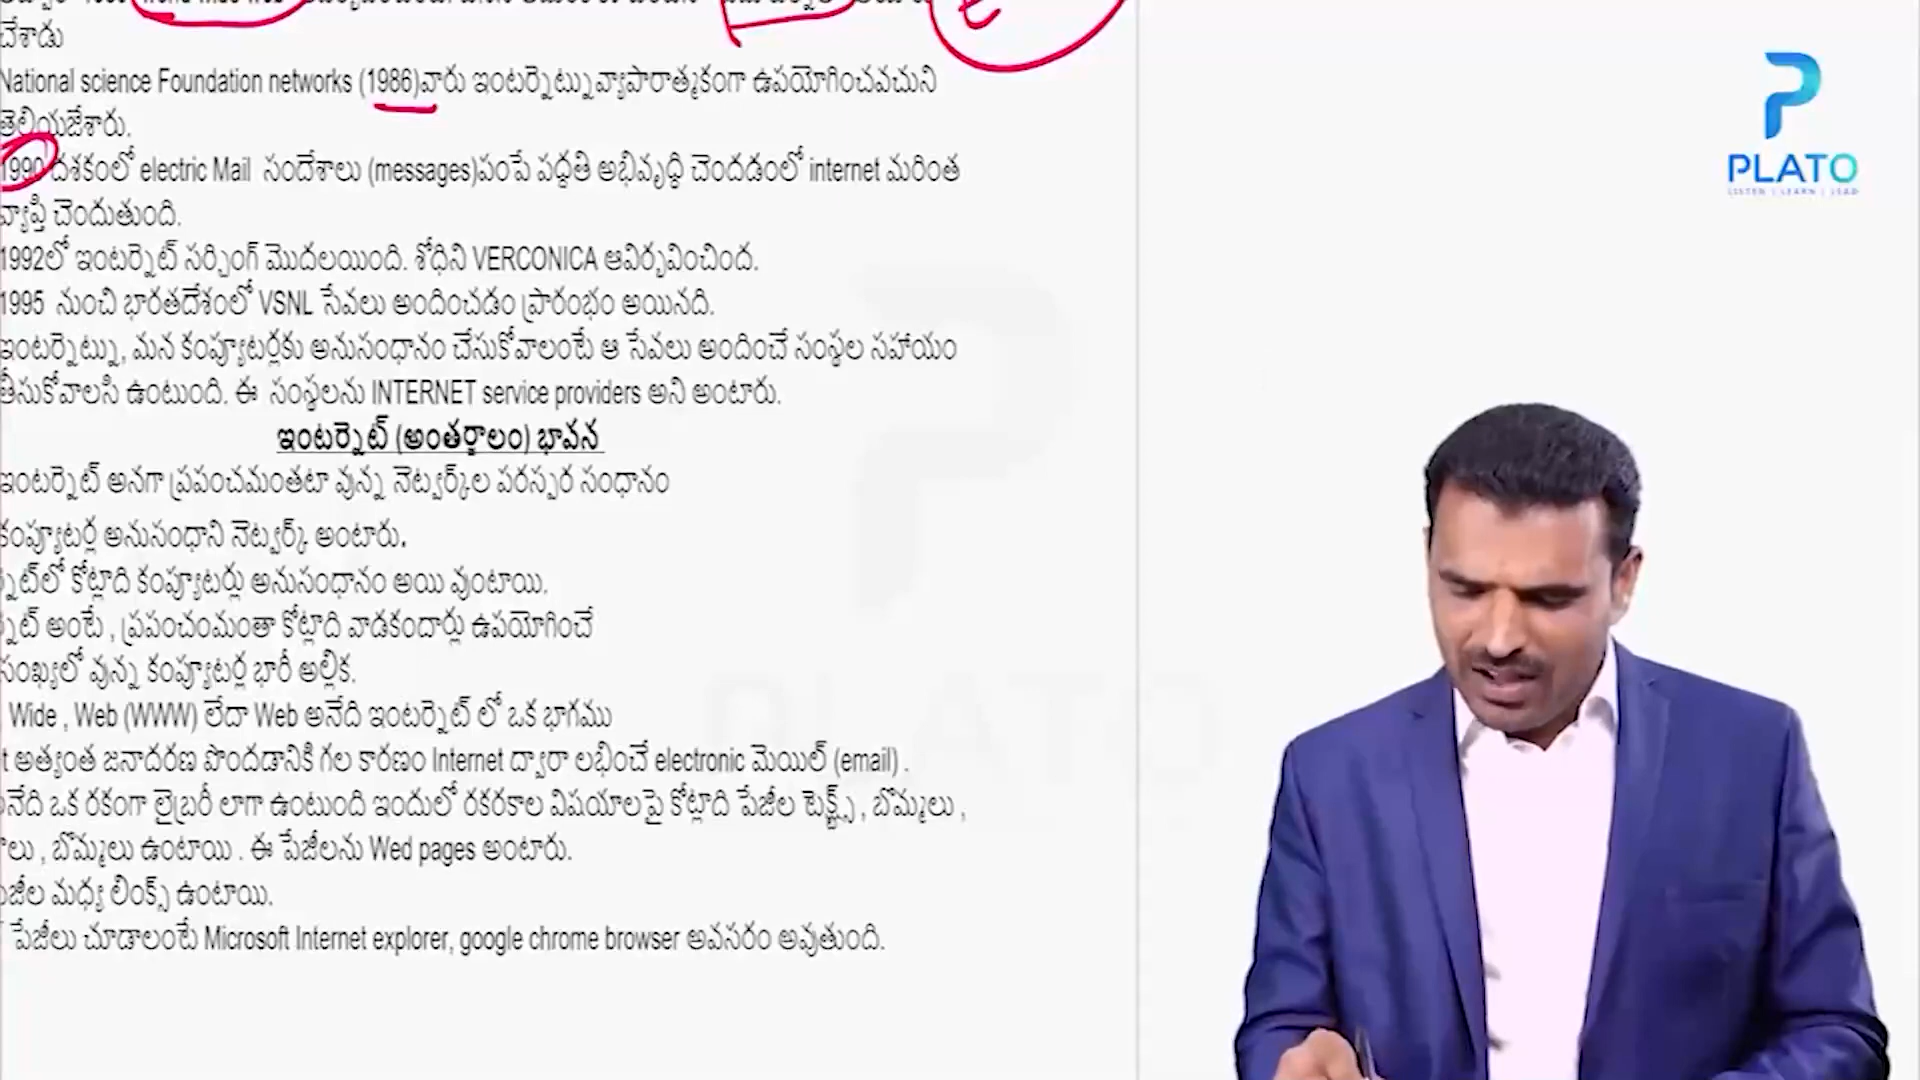 చేశాడు
National science Foundation networks (1986)వారు ఇంటర్నెట్ను వ్యాపారాత్మకంగా ఉపయోగించవచుని
తెలియజేశారు.
1990 దశకంలో electric Mail సందేశాలు (messages)పంపే పద్ధతి అభివృద్ధి చెందడంలో internet మరింత
వ్యాప్తి చెందుతుంది.
1992లో ఇంటర్నెట్ సర్ఫింగ్ మొదలయింది. శోధిని VERCONICA ఆవిర్భవించింద.
1995 నుంచి భారతదేశంలో VSNL సేవలు అందించడం ప్రారంభం అయినది.
ఇంటర్నెట్ను, మన కంప్యూటర్లకు అనుసంధానం చేసుకోవాలంటే ఆ సేవలు అందించే సంస్థల సహాయం
తీసుకోవాలసి ఉంటుంది. ఈ సంస్థలను INTERNET service providers అని అంటారు.
ఇంటర్నెట్ (అంతర్జాలం) భావన
ఇంటర్నెట్ అనగా ప్రపంచమంతటా వున్న నెట్వర్క్‌ల పరస్పర సంధానం
కంప్యూటర్ల అనుసంధాని నెట్వర్క్ అంటారు.
నెట్‌లో కోట్లాది కంప్యూటర్లు అనుసంధానం అయి వుంటాయి.
నెట్ అంటే , ప్రపంచంమంతా కోట్లాది వాడకందార్లు ఉపయోగించే
సంఖ్యలో వున్న కంప్యూటర్ల భారీ అల్లిక.
Wide , Web (WWW) లేదా Web అనేది ఇంటర్నెట్ లో ఒక భాగము
t అత్యంత జనాదరణ పొందడానికి గల కారణం Internet ద్వారా లభించే electronic మెయిల్ (email) .
నేది ఒక రకంగా లైబ్రరీ లాగా ఉంటుంది ఇందులో రకరకాల విషయాలపై కోట్లాది పేజీల టెక్ట్స్ , బొమ్మలు ,
లు , బొమ్మలు ఉంటాయి . ఈ పేజీలను Wed pages అంటారు.
జీల మధ్య లింక్స్ ఉంటాయి.
పేజీలు చూడాలంటే Microsoft Internet explorer, google chrome browser అవసరం అవుతుంది.
PLATO
LISTEN | LEARN | LEAD
PLATO